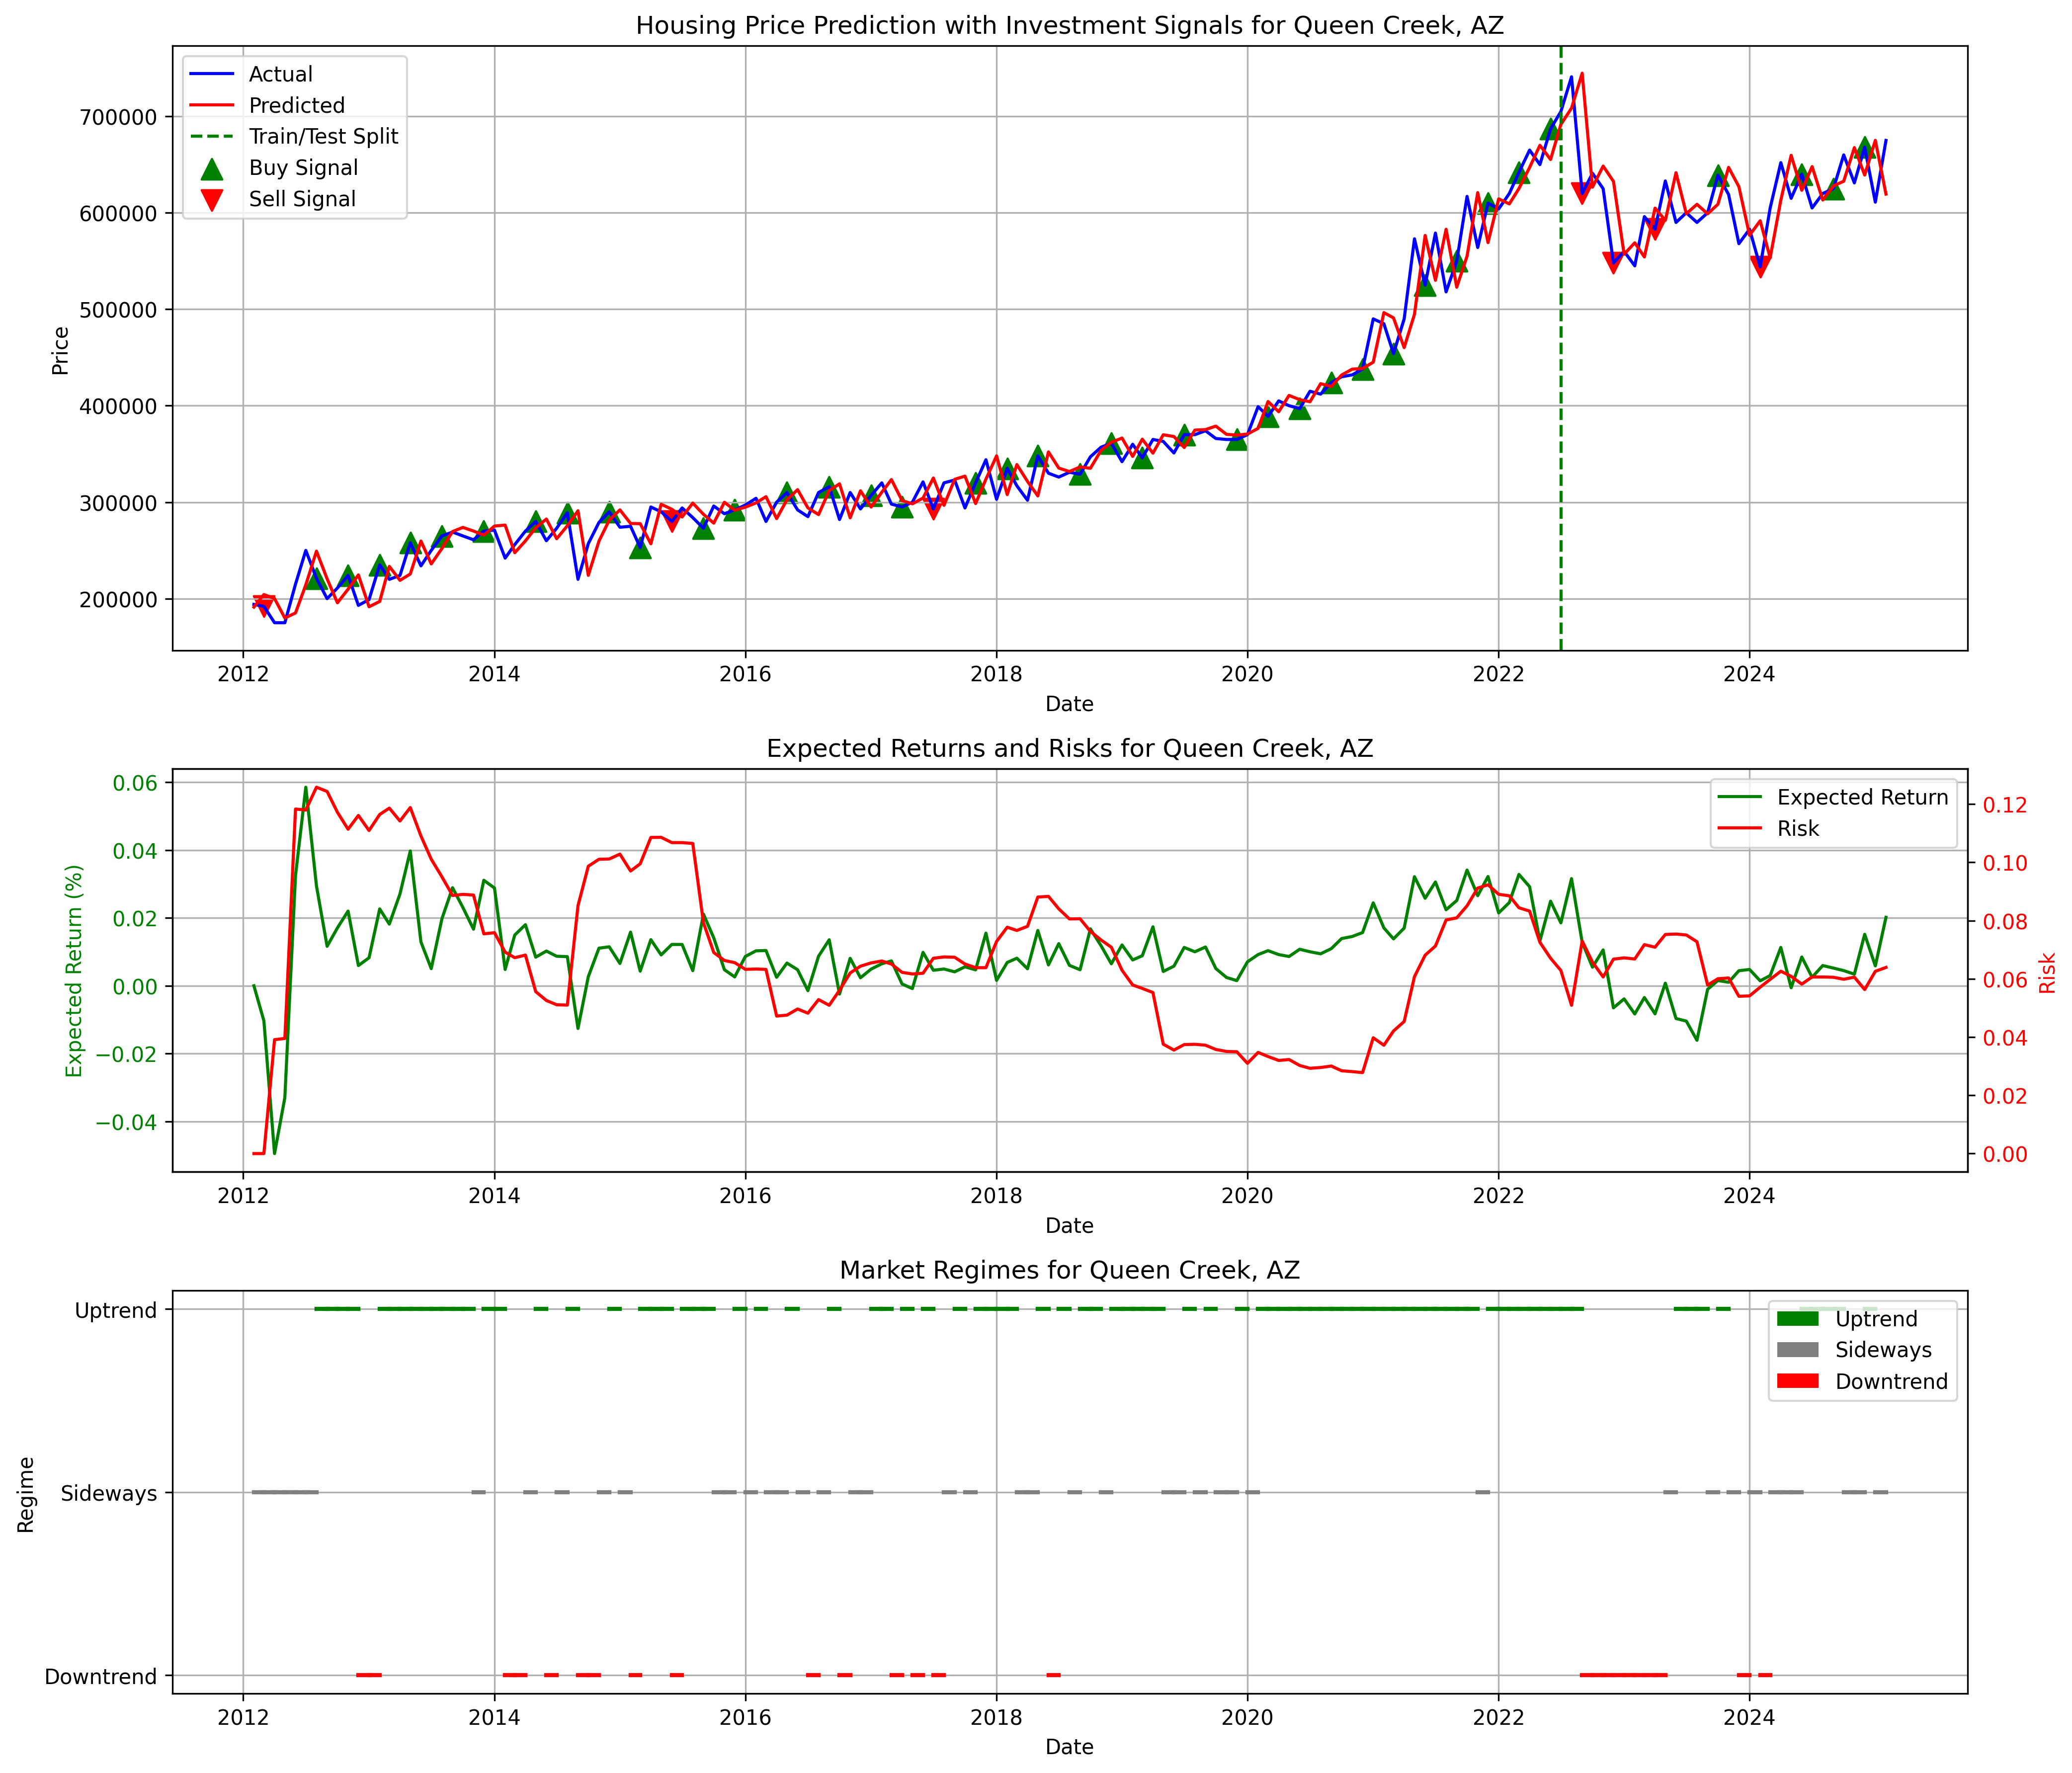 Housing Price Prediction with Investment Signals for Queen Creek, AZ
Actual
Predicted
Train/Test Split
Buy Signal
Sell Signal
700000
600000
500000
400000
300000
200000
Price
2012 2014 2016 2018 2020 2022 2024
Date
Expected Returns and Risks for Queen Creek, AZ
Expected Return
Risk
0.06
0.04
0.02
0.00
−0.02
−0.04
Expected Return (%)
0.12
0.10
0.08
0.06
0.04
0.02
0.00
Risk
2012 2014 2016 2018 2020 2022 2024
Date
Market Regimes for Queen Creek, AZ
Uptrend
Sideways
Downtrend
Uptrend
Sideways
Downtrend
Regime
2012 2014 2016 2018 2020 2022 2024
Date